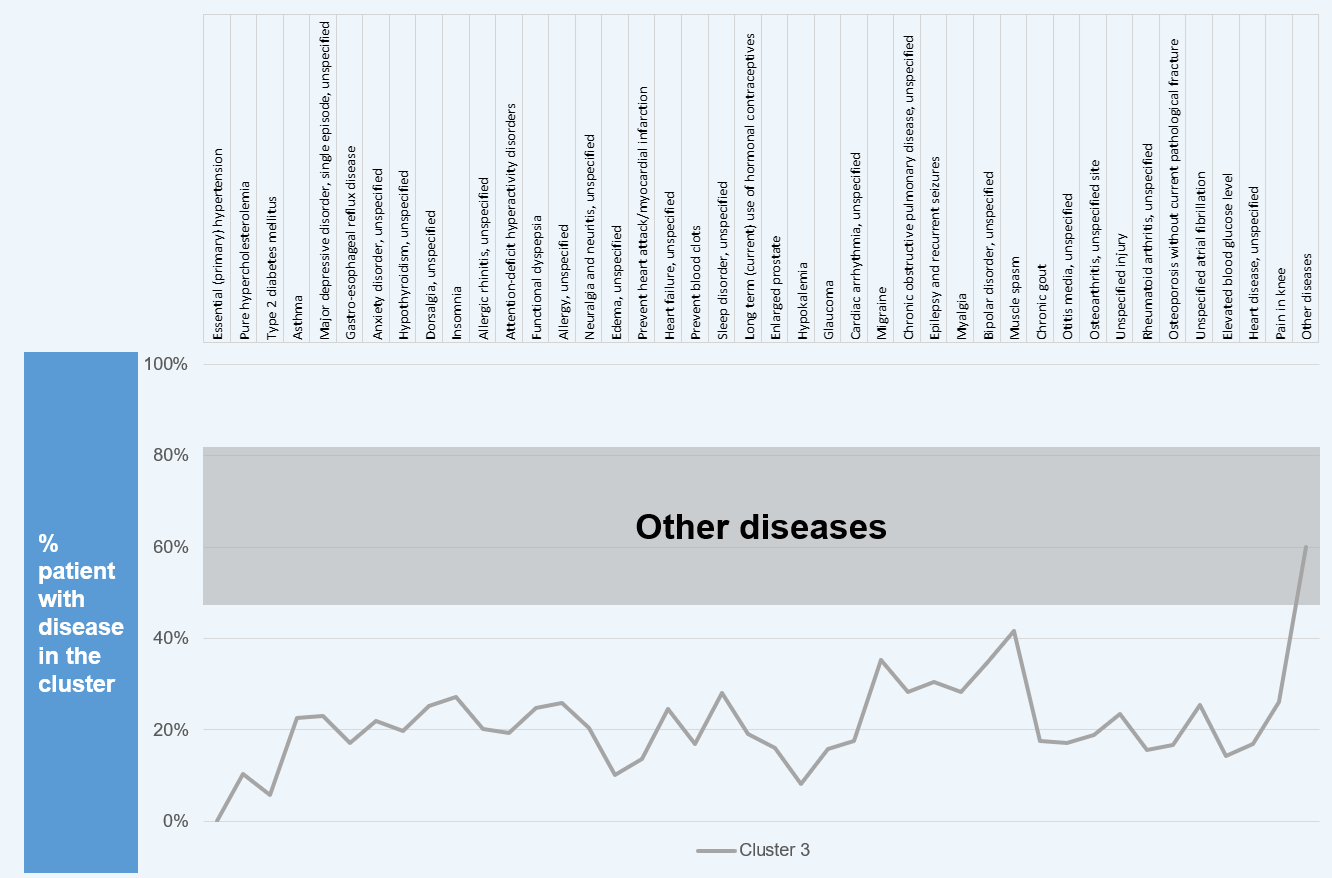 Essential (primary) hypertension
Pure hypercholesterolemia
Type 2 diabetes mellitus
Asthma
Major depressive disorder, single episode, unspecified
Gastro-esophageal reflux disease
Anxiety disorder, unspecified
Hypothyroidism, unspecified
Dorsalgia, unspecified
Insomnia
Allergic rhinitis, unspecified
Attention-deficit hyperactivity disorders
Functional dyspepsia
Allergy, unspecified
Neuralgia and neuritis, unspecified
Edema, unspecified
Prevent heart attack/myocardial infarction
Heart failure, unspecified
Prevent blood clots
Sleep disorder, unspecified
Long term (current) use of hormonal contraceptives
Enlarged prostate
Hypokalemia
Glaucoma
Cardiac arrhythmia, unspecified
Migraine
Chronic obstructive pulmonary disease, unspecified
Epilepsy and recurrent seizures
Myalgia
Bipolar disorder, unspecified
Muscle spasm
Chronic gout
Otitis media, unspecified
Osteoarthritis, unspecified site
Unspecified injury
Rheumatoid arthritis, unspecified
Osteoporosis without current pathological fracture
Unspecified atrial fibrillation
Elevated blood glucose level
Heart disease, unspecified
Pain in knee
Other diseases
%
patient
with
disease
in the
cluster
100%
80%
60%
40%
20%
0%
Other diseases
Cluster 3